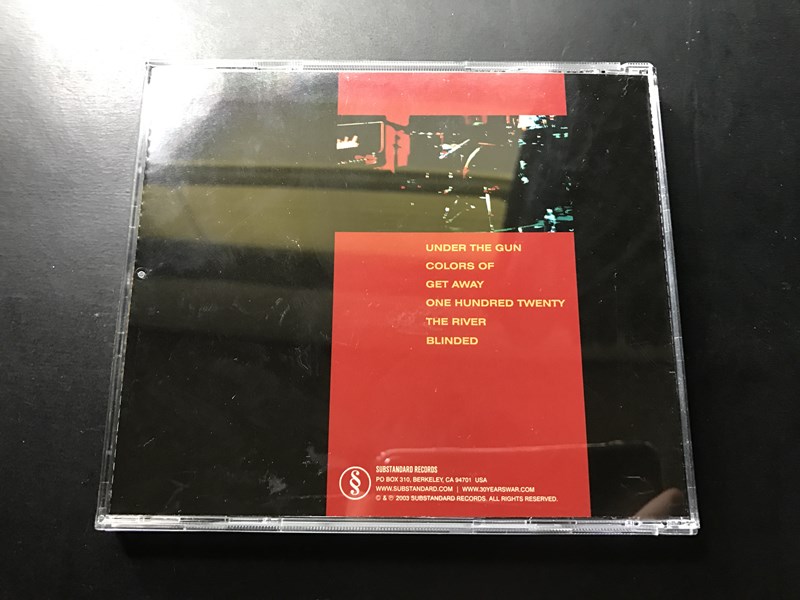 UNDER THE GUN
COLORS OF
GET AWAY
ONE HUNDRED TWENTY
THE RIVER
BLINDED
SUBSTANDARD RECORDS
PO BOX 310, BERKELEY, CA 94701 USA
WWW.SUBSTANDARD.COM | WWW.30YEARSWAR.COM
© & ℗ 2003 SUBSTANDARD RECORDS. ALL RIGHTS RESERVED.